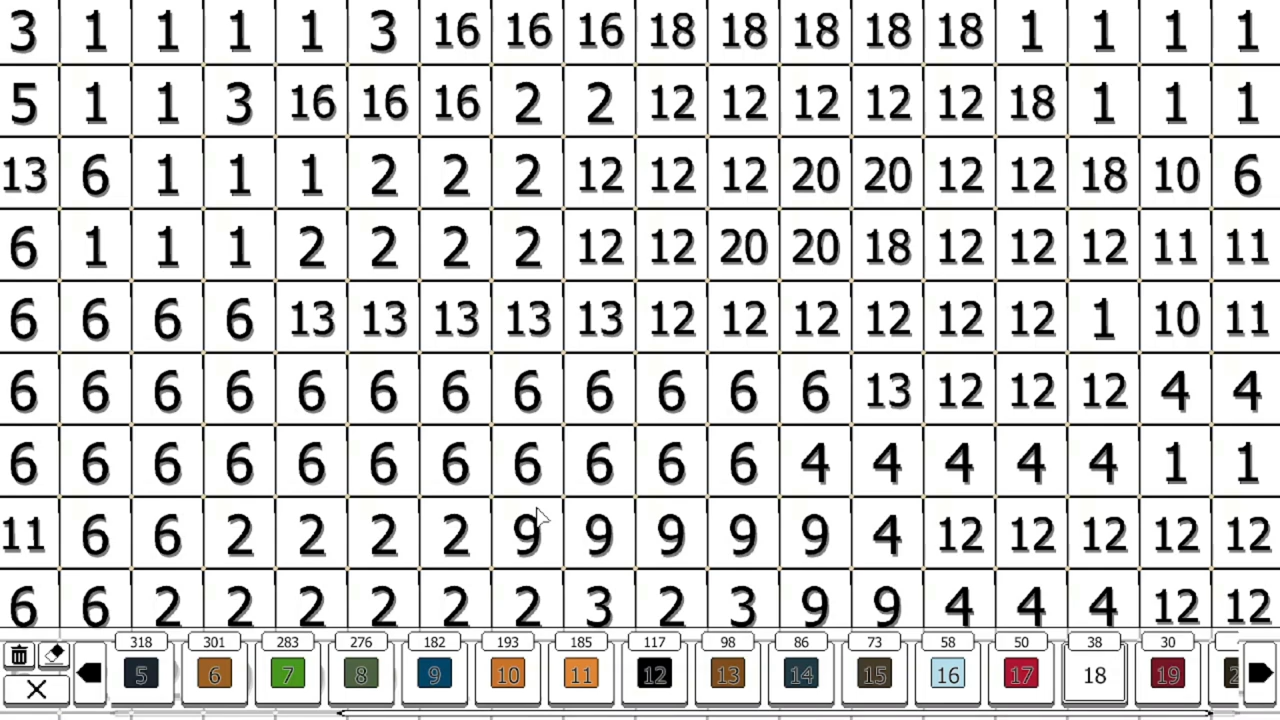 3 1 1 1 1 3 16 16 16 18 18 18 18 18 1 1 1 1
5 1 1 3 16 16 16 2 2 12 12 12 12 12 18 1 1 1
13 6 1 1 1 2 2 2 12 12 12 20 20 12 12 18 10 6
6 1 1 1 2 2 2 2 12 12 20 20 18 12 12 12 11 11
6 6 6 6 13 13 13 13 13 12 12 12 12 12 12 1 10 11
6 6 6 6 6 6 6 6 6 6 6 6 13 12 12 12 4 4
6 6 6 6 6 6 6 6 6 6 6 4 4 4 4 4 1 1
11 6 6 2 2 2 2 9 9 9 9 9 4 12 12 12 12 12
6 6 2 2 2 2 2 2 3 2 3 9 9 4 4 4 12 12
318 301 283 276 182 193 185 117 98 86 73 58 50 38 30
5 6 7 8 9 10 11 12 13 14 15 16 17 18 19